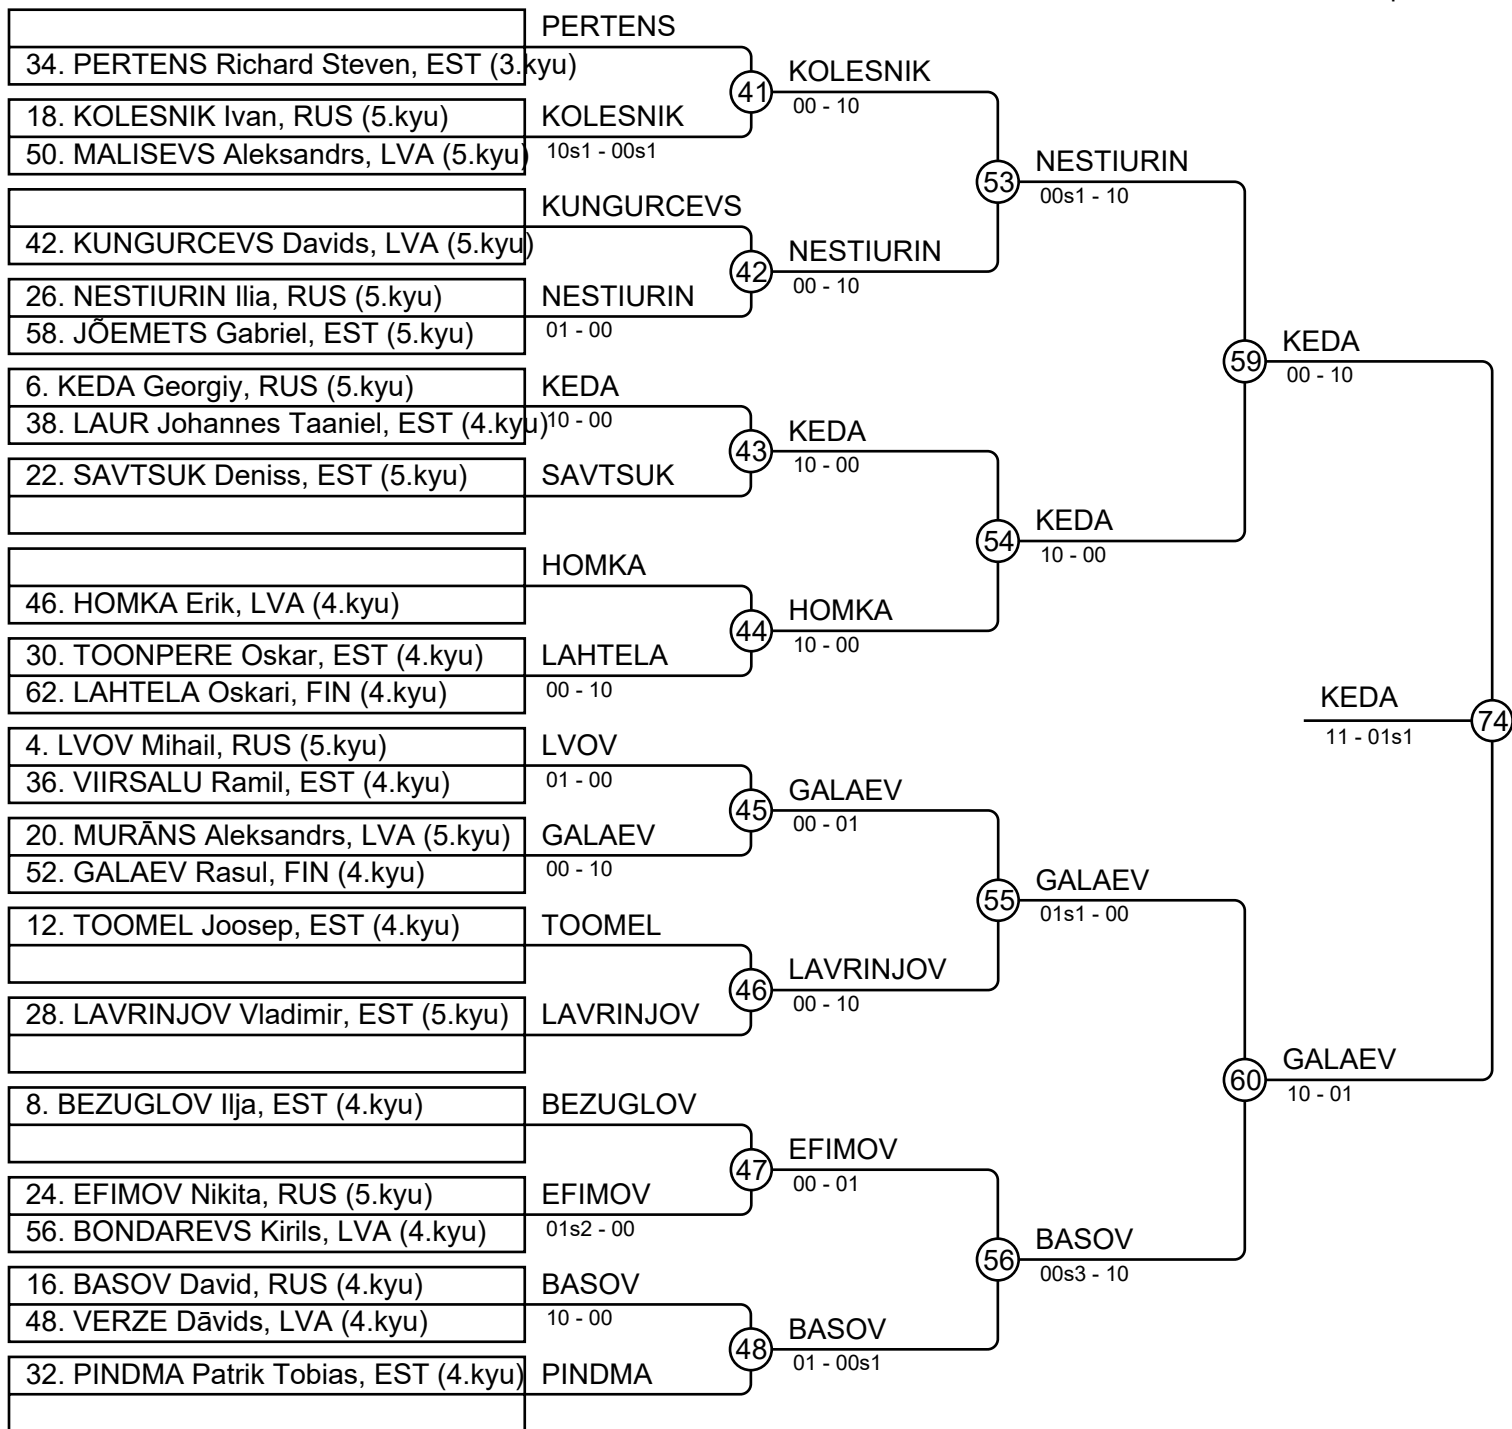 PERTENS
34. PERTENS Richard Steven, EST (3.kyu)
41
KOLESNIK
00 - 10
18. KOLESNIK Ivan, RUS (5.kyu)
KOLESNIK
50. MALISEVS Aleksandrs, LVA (5.kyu)
10s1 - 00s1
53
NESTIURIN
00s1 - 10
KUNGURCEVS
42. KUNGURCEVS Davids, LVA (5.kyu)
42
NESTIURIN
00 - 10
26. NESTIURIN Ilia, RUS (5.kyu)
NESTIURIN
58. JÕEMETS Gabriel, EST (5.kyu)
01 - 00
59
KEDA
00 - 10
6. KEDA Georgiy, RUS (5.kyu)
KEDA
38. LAUR Johannes Taaniel, EST (4.kyu)
10 - 00
43
KEDA
10 - 00
22. SAVTSUK Deniss, EST (5.kyu)
SAVTSUK
54
KEDA
10 - 00
HOMKA
46. HOMKA Erik, LVA (4.kyu)
44
HOMKA
10 - 00
30. TOONPERE Oskar, EST (4.kyu)
LAHTELA
62. LAHTELA Oskari, FIN (4.kyu)
00 - 10
KEDA
11 - 01s1
74
4. LVOV Mihail, RUS (5.kyu)
LVOV
36. VIIRSALU Ramil, EST (4.kyu)
01 - 00
45
GALAEV
00 - 01
20. MURĀNS Aleksandrs, LVA (5.kyu)
GALAEV
52. GALAEV Rasul, FIN (4.kyu)
00 - 10
55
GALAEV
01s1 - 00
12. TOOMEL Joosep, EST (4.kyu)
TOOMEL
46
LAVRINJOV
00 - 10
28. LAVRINJOV Vladimir, EST (5.kyu)
LAVRINJOV
60
GALAEV
10 - 01
8. BEZUGLOV Ilja, EST (4.kyu)
BEZUGLOV
47
EFIMOV
00 - 01
24. EFIMOV Nikita, RUS (5.kyu)
EFIMOV
56. BONDAREVS Kirils, LVA (4.kyu)
01s2 - 00
56
BASOV
00s3 - 10
16. BASOV David, RUS (4.kyu)
BASOV
48. VERZE Dāvids, LVA (4.kyu)
10 - 00
48
BASOV
01 - 00s1
32. PINDMA Patrik Tobias, EST (4.kyu)
PINDMA